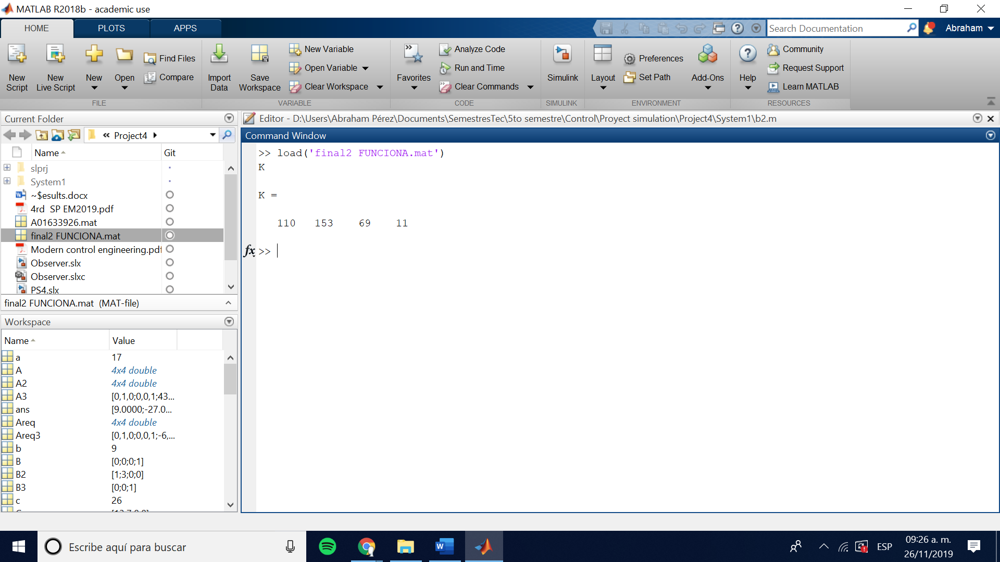 MATLAB R2018b - academic use
HOME PLOTS APPS
Search Documentation
Abraham
New Script
New Live Script
New
Open
Find Files
Compare
Import Data
Save Workspace
New Variable
Open Variable
Clear Workspace
Favorites
Analyze Code
Run and Time
Clear Commands
Simulink
Layout
Preferences
Set Path
Add-Ons
Help
Community
Request Support
Learn MATLAB
FILE VARIABLE CODE SIMULINK ENVIRONMENT RESOURCES
Current Folder
« Project4
Name Git
slprj
System1
~$esults.docx
4rd SP EM2019.pdf
A01633926.mat
final2 FUNCIONA.mat
Modern control engineering.pdf
Observer.slx
Observer.slxc
PS4.slx
final2 FUNCIONA.mat (MAT-file)
Workspace
Name Value
a 17
A 4x4 double
A2 4x4 double
A3 [0,1,0;0,0,1;43...
ans [9.0000;-27.0...
Areq 4x4 double
Areq3 [0,1,0;0,0,1;-6,...
b 9
B [0;0;0;1]
B2 [1;3;0;0]
B3 [0;0;1]
c 26
Editor - D:\Users\Abraham Pérez\Documents\SemestresTec\5to semestre\Control\Proyect simulation\Project4\System1\b2.m
Command Window
>> load('final2 FUNCIONA.mat')
K
K =
110 153 69 11
fx >>
Escribe aquí para buscar
ESP
09:26 a. m.
26/11/2019